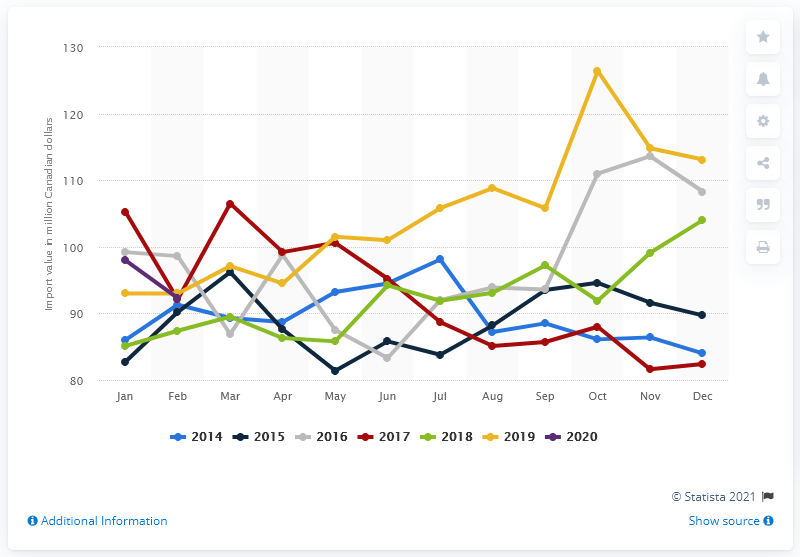 130
120
110
100
90
80
Import value in million Canadian dollars
Jan Feb Mar Apr May Jun Jul Aug Sep Oct Nov Dec
2014 2015 2016 2017 2018 2019 2020
© Statista 2021
Additional Information Show source